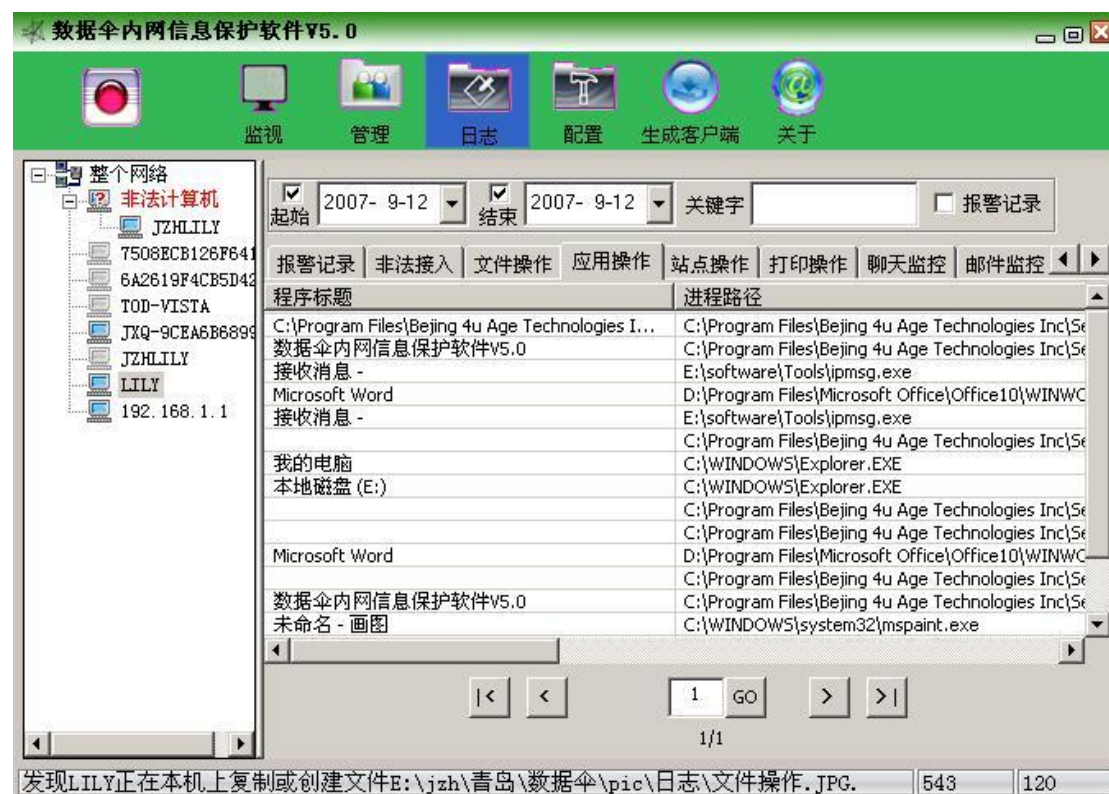 数据伞内网信息保护软件V5.0
监视 管理 日志 配置 生成客户端 关于
整个网络
非法计算机
JZHLILY
7508ECB126F641
6A2619F4CB5D42
TOD-VISTA
JXQ-9CEA6B6899
JZHLILY
LILY
192.168.1.1
起始 2007- 9-12 结束 2007- 9-12 关键字 报警记录
报警记录 非法接入 文件操作 应用操作 站点操作 打印操作 聊天监控 邮件监控
程序标题 进程路径
C:\Program Files\Bejing 4u Age Technologies I... C:\Program Files\Bejing 4u Age Technologies Inc\Se
数据伞内网信息保护软件V5.0 C:\Program Files\Bejing 4u Age Technologies Inc\Se
接收消息 - E:\software\Tools\ipmsg.exe
Microsoft Word D:\Program Files\Microsoft Office\Office10\WINWO
接收消息 - E:\software\Tools\ipmsg.exe
C:\Program Files\Bejing 4u Age Technologies Inc\Se
我的电脑 C:\WINDOWS\Explorer.EXE
本地磁盘 (E:) C:\WINDOWS\Explorer.EXE
C:\Program Files\Bejing 4u Age Technologies Inc\Se
C:\Program Files\Bejing 4u Age Technologies Inc\Se
Microsoft Word D:\Program Files\Microsoft Office\Office10\WINWO
C:\Program Files\Bejing 4u Age Technologies Inc\Se
数据伞内网信息保护软件V5.0 C:\Program Files\Bejing 4u Age Technologies Inc\Se
未命名 - 画图 C:\WINDOWS\system32\mspaint.exe
|< < 1 GO > >|
1/1
发现LILY正在本机上复制或创建文件E:\jzh\青岛\数据伞\pic\日志\文件操作.JPG. 543 120